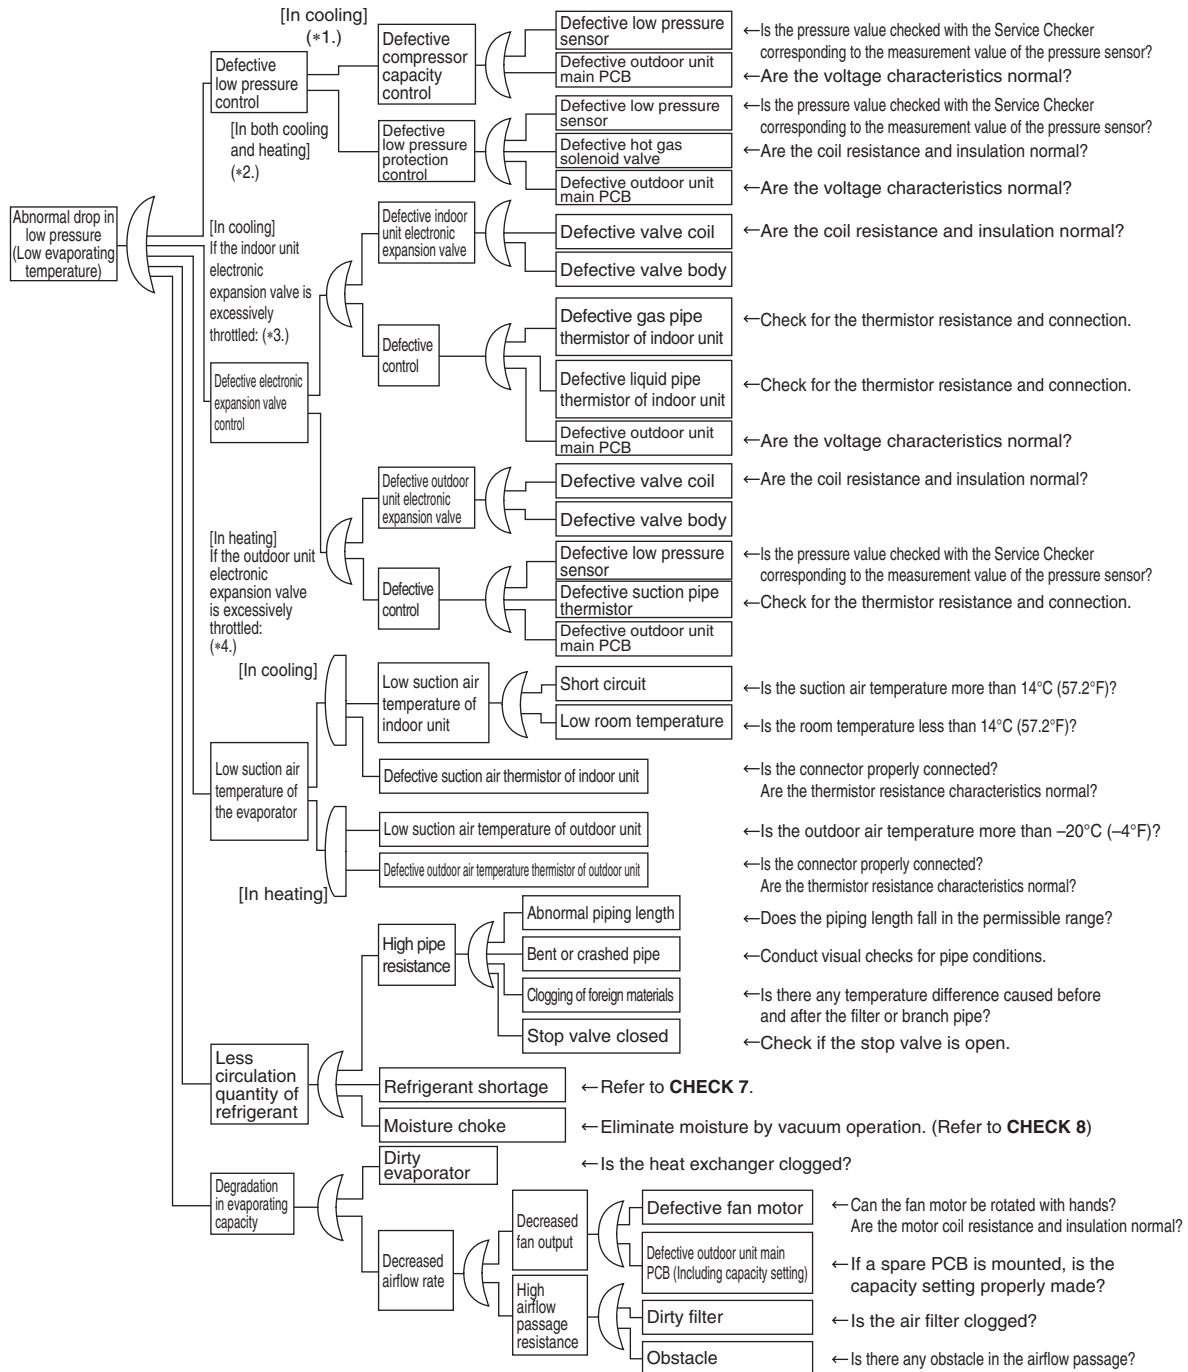 [In cooling]
(*1.)
Defective
low pressure
control
Defective
compressor
capacity
control
Defective low pressure
sensor
←Is the pressure value checked with the Service Checker
corresponding to the measurement value of the pressure sensor?
Defective outdoor unit
main PCB
←Are the voltage characteristics normal?
[In both cooling
and heating]
(*2.)
Defective
low pressure
protection
control
Defective low pressure
sensor
←Is the pressure value checked with the Service Checker
corresponding to the measurement value of the pressure sensor?
Defective hot gas
solenoid valve
←Are the coil resistance and insulation normal?
Defective outdoor unit
main PCB
←Are the voltage characteristics normal?
Abnormal drop in
low pressure
(Low evaporating
temperature)
[In cooling]
If the indoor unit
electronic
expansion valve is
excessively
throttled: (*3.)
Defective electronic
expansion valve
control
Defective indoor
unit electronic
expansion valve
Defective valve coil
←Are the coil resistance and insulation normal?
Defective valve body
Defective
control
Defective gas pipe
thermistor of indoor unit
←Check for the thermistor resistance and connection.
Defective liquid pipe
thermistor of indoor unit
←Check for the thermistor resistance and connection.
Defective outdoor unit
main PCB
←Are the voltage characteristics normal?
[In heating]
If the outdoor unit
electronic
expansion valve
is excessively
throttled:
(*4.)
Defective outdoor
unit electronic
expansion valve
Defective valve coil
←Are the coil resistance and insulation normal?
Defective valve body
Defective
control
Defective low pressure
sensor
←Is the pressure value checked with the Service Checker
corresponding to the measurement value of the pressure sensor?
Defective suction pipe
thermistor
←Check for the thermistor resistance and connection.
Defective outdoor unit
main PCB
[In cooling]
Low suction air
temperature of
the evaporator
Low suction air
temperature of
indoor unit
Short circuit
←Is the suction air temperature more than 14°C (57.2°F)?
Low room temperature
←Is the room temperature less than 14°C (57.2°F)?
Defective suction air thermistor of indoor unit
←Is the connector properly connected?
Are the thermistor resistance characteristics normal?
Low suction air temperature of outdoor unit
←Is the outdoor air temperature more than –20°C (–4°F)?
Defective outdoor air temperature thermistor of outdoor unit
←Is the connector properly connected?
Are the thermistor resistance characteristics normal?
[In heating]
Less
circulation
quantity of
refrigerant
High pipe
resistance
Abnormal piping length
←Does the piping length fall in the permissible range?
Bent or crashed pipe
←Conduct visual checks for pipe conditions.
Clogging of foreign materials
←Is there any temperature difference caused before
and after the filter or branch pipe?
Stop valve closed
←Check if the stop valve is open.
Refrigerant shortage
←Refer to CHECK 7.
Moisture choke
←Eliminate moisture by vacuum operation. (Refer to CHECK 8)
Degradation
in evaporating
capacity
Dirty
evaporator
←Is the heat exchanger clogged?
Decreased
airflow rate
Decreased
fan output
Defective fan motor
←Can the fan motor be rotated with hands?
Are the motor coil resistance and insulation normal?
Defective outdoor unit main
PCB (Including capacity setting)
←If a spare PCB is mounted, is the
capacity setting properly made?
High
airflow
passage
resistance
Dirty filter
←Is the air filter clogged?
Obstacle
←Is there any obstacle in the airflow passage?